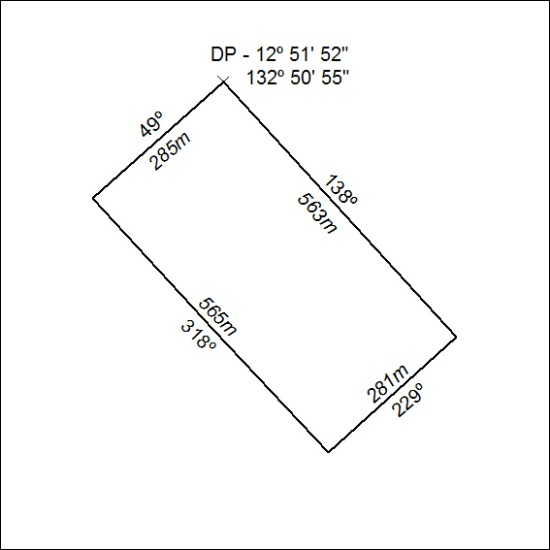 DP - 12º 51' 52"
132º 50' 55"
49º
285m
138º
563m
565m
318º
281m
229º